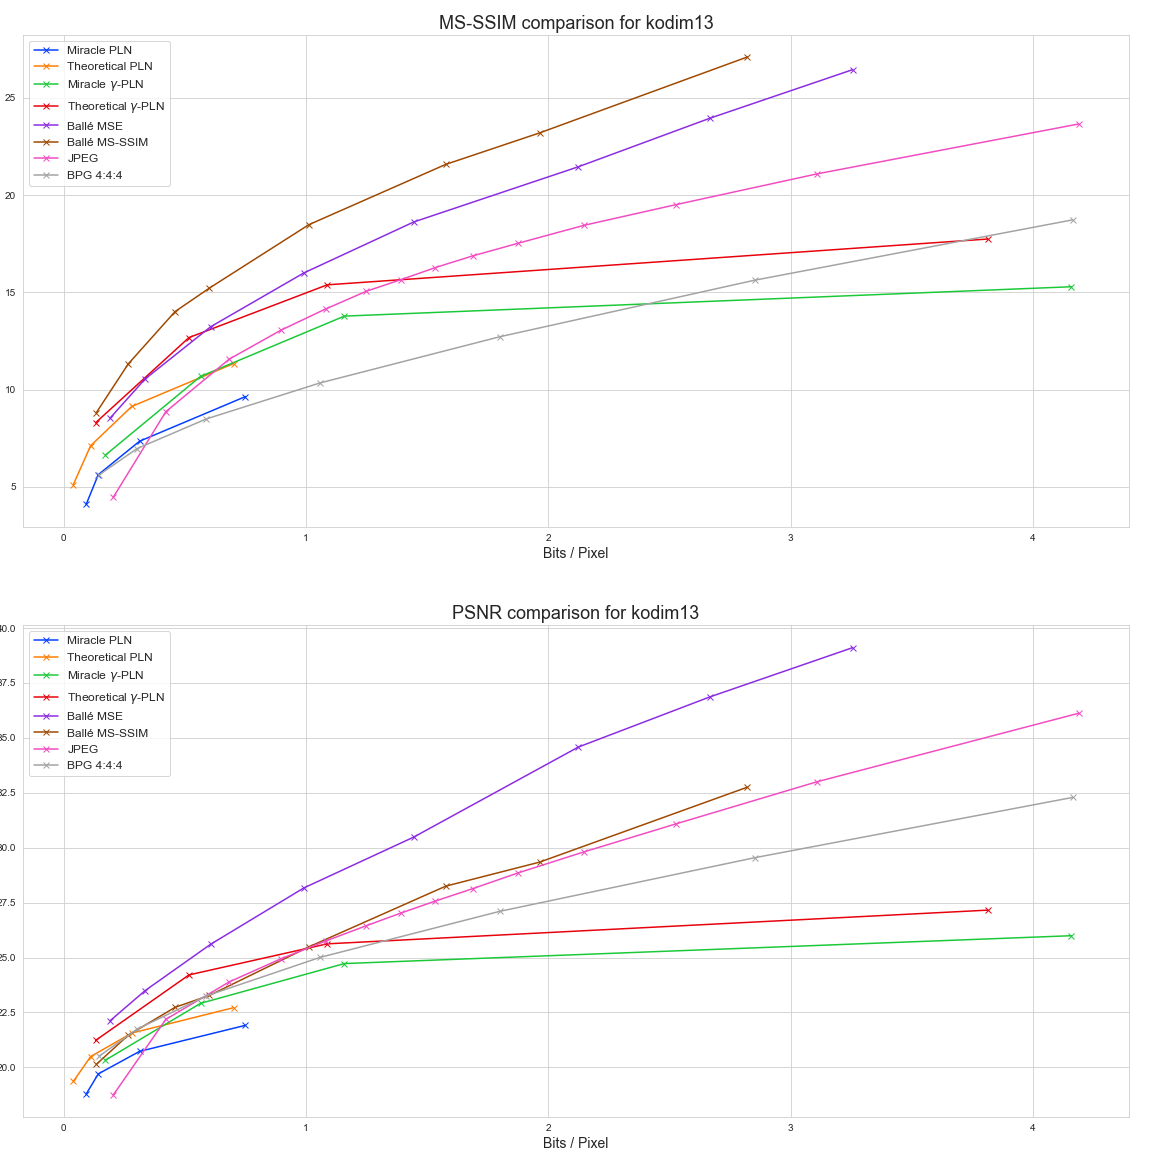 MS-SSIM comparison for kodim13
Miracle PLN
Theoretical PLN
Miracle γ-PLN
Theoretical γ-PLN
Ballé MSE
Ballé MS-SSIM
JPEG
BPG 4:4:4
25
20
15
10
5
0 1 2 3 4
Bits / Pixel
PSNR comparison for kodim13
Miracle PLN
Theoretical PLN
Miracle γ-PLN
Theoretical γ-PLN
Ballé MSE
Ballé MS-SSIM
JPEG
BPG 4:4:4
40.0
37.5
35.0
32.5
30.0
27.5
25.0
22.5
20.0
0 1 2 3 4
Bits / Pixel